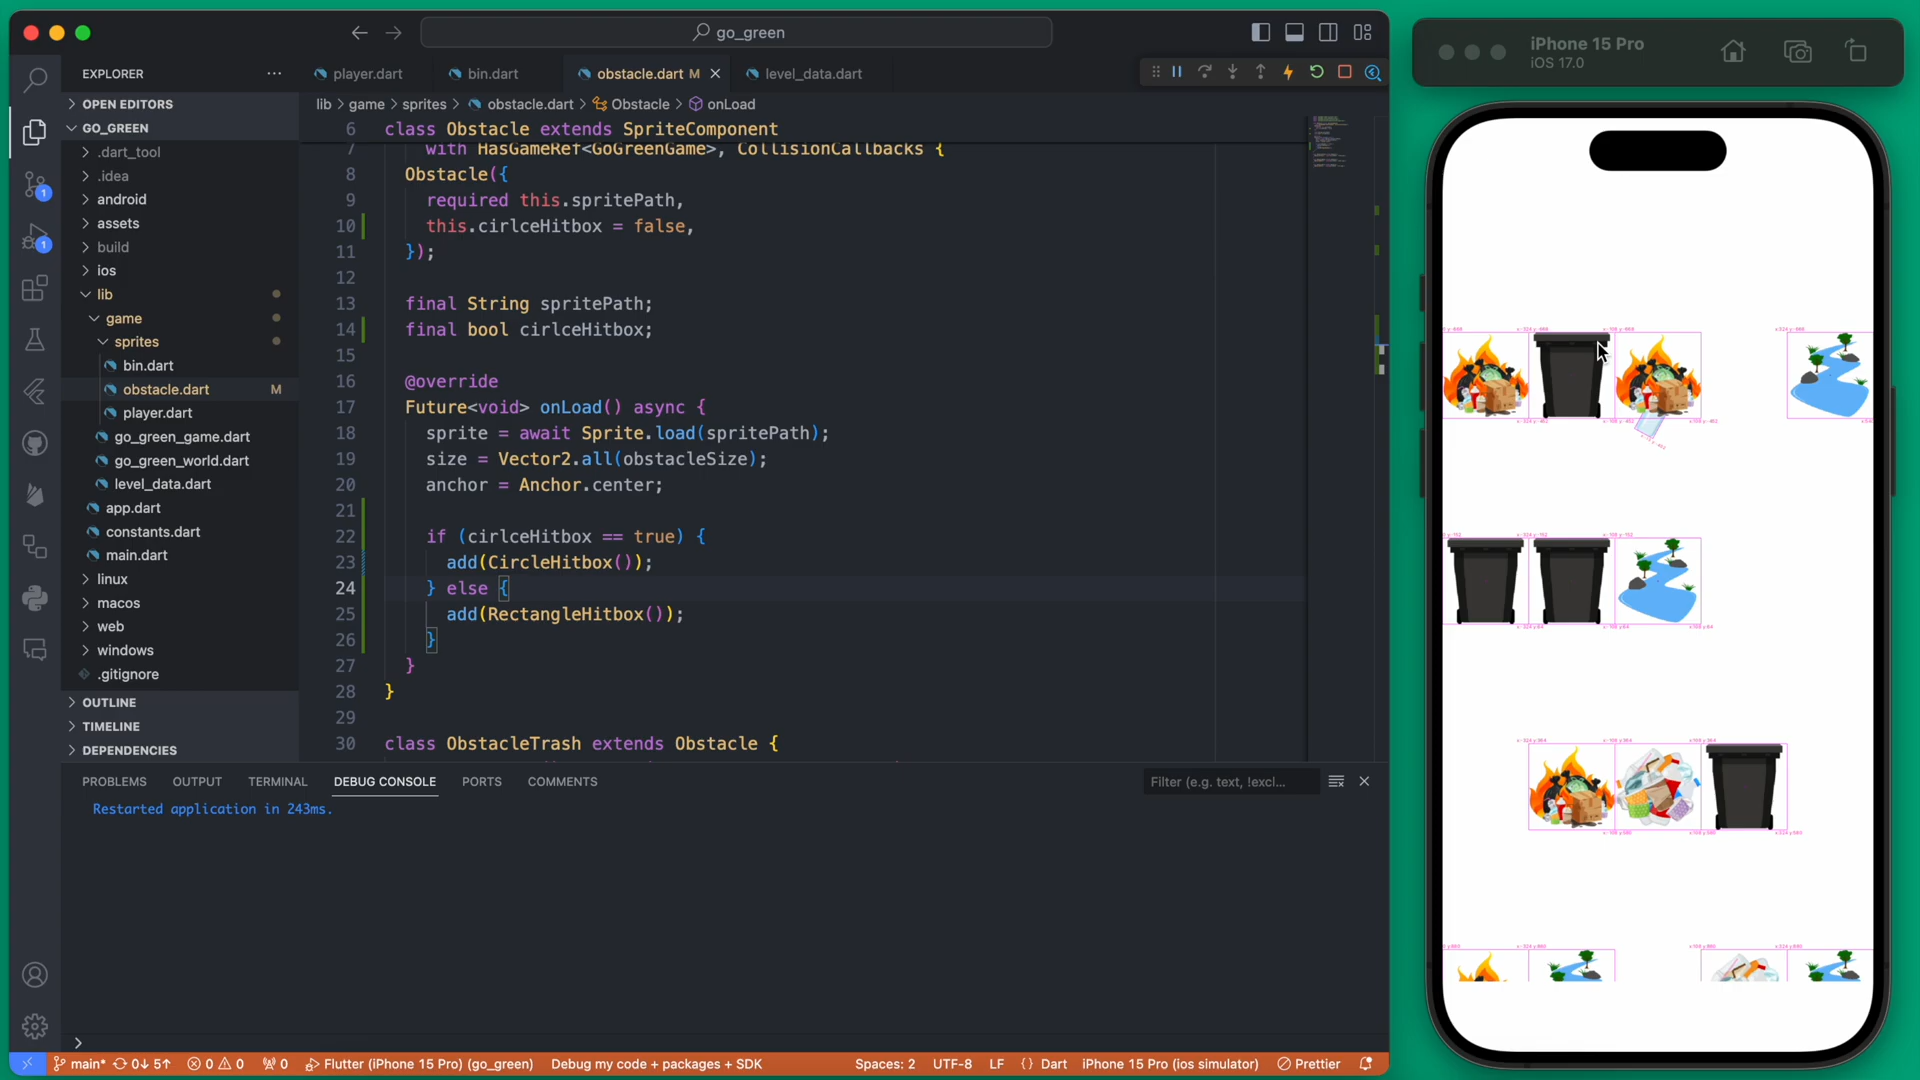 go_green
EXPLORER
player.dart
bin.dart
obstacle.dart M
level_data.dart
OPEN EDITORS
lib > game > sprites > obstacle.dart > Obstacle > onLoad
GO_GREEN
.dart_tool
.idea
android
assets
build
ios
lib
game
sprites
bin.dart
obstacle.dart M
player.dart
go_green_game.dart
go_green_world.dart
level_data.dart
app.dart
constants.dart
main.dart
linux
macos
web
windows
.gitignore
OUTLINE
TIMELINE
DEPENDENCIES
1
1
6 class Obstacle extends SpriteComponent
7 with HasGameRef<GoGreenGame>, CollisionCallbacks {
8 Obstacle({
9 required this.spritePath,
10 this.cirlceHitbox = false,
11 });
12
13 final String spritePath;
14 final bool cirlceHitbox;
15
16 @override
17 Future<void> onLoad() async {
18 sprite = await Sprite.load(spritePath);
19 size = Vector2.all(obstacleSize);
20 anchor = Anchor.center;
21
22 if (cirlceHitbox == true) {
23 add(CircleHitbox());
24 } else {
25 add(RectangleHitbox());
26 }
27 }
28 }
29
30 class ObstacleTrash extends Obstacle {
PROBLEMS OUTPUT TERMINAL DEBUG CONSOLE PORTS COMMENTS
Filter (e.g. text, !excl...
Restarted application in 243ms.
main* 0↓ 5↑ 0 0 0 Flutter (iPhone 15 Pro) (go_green) Debug my code + packages + SDK
Spaces: 2 UTF-8 LF {} Dart iPhone 15 Pro (ios simulator) Prettier
iPhone 15 Pro
iOS 17.0